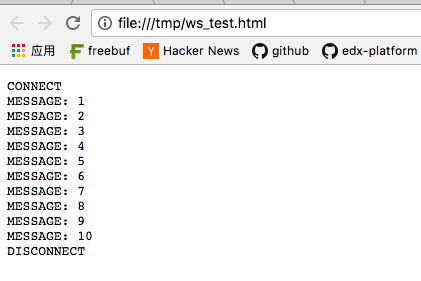 file:///tmp/ws_test.html
应用 freebuf Y Hacker News github edx-platform
CONNECT
MESSAGE: 1
MESSAGE: 2
MESSAGE: 3
MESSAGE: 4
MESSAGE: 5
MESSAGE: 6
MESSAGE: 7
MESSAGE: 8
MESSAGE: 9
MESSAGE: 10
DISCONNECT